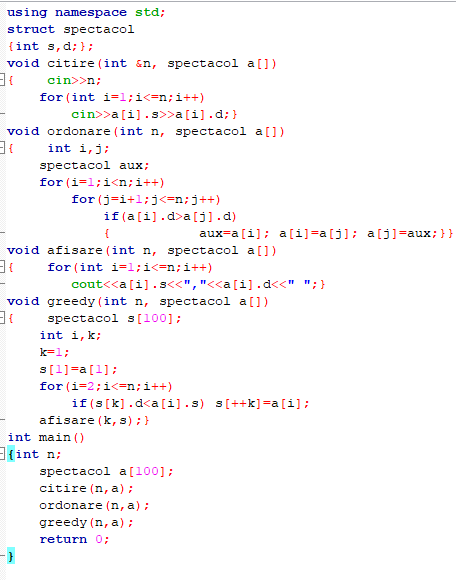 using namespace std;
struct spectacol
{int s,d;};
void citire(int &n, spectacol a[])
{    cin>>n;
    for(int i=1;i<=n;i++)
        cin>>a[i].s>>a[i].d;}
void ordonare(int n, spectacol a[])
{    int i,j;
    spectacol aux;
    for(i=1;i<n;i++)
        for(j=i+1;j<=n;j++)
            if(a[i].d>a[j].d)
            {           aux=a[i]; a[i]=a[j]; a[j]=aux;}}
void afisare(int n, spectacol a[])
{    for(int i=1;i<=n;i++)
        cout<<a[i].s<<","<<a[i].d<<" ";}
void greedy(int n, spectacol a[])
{    spectacol s[100];
    int i,k;
    k=1;
    s[1]=a[1];
    for(i=2;i<=n;i++)
        if(s[k].d<a[i].s) s[++k]=a[i];
    afisare(k,s);}
int main()
{int n;
    spectacol a[100];
    citire(n,a);
    ordonare(n,a);
    greedy(n,a);
    return 0;
}